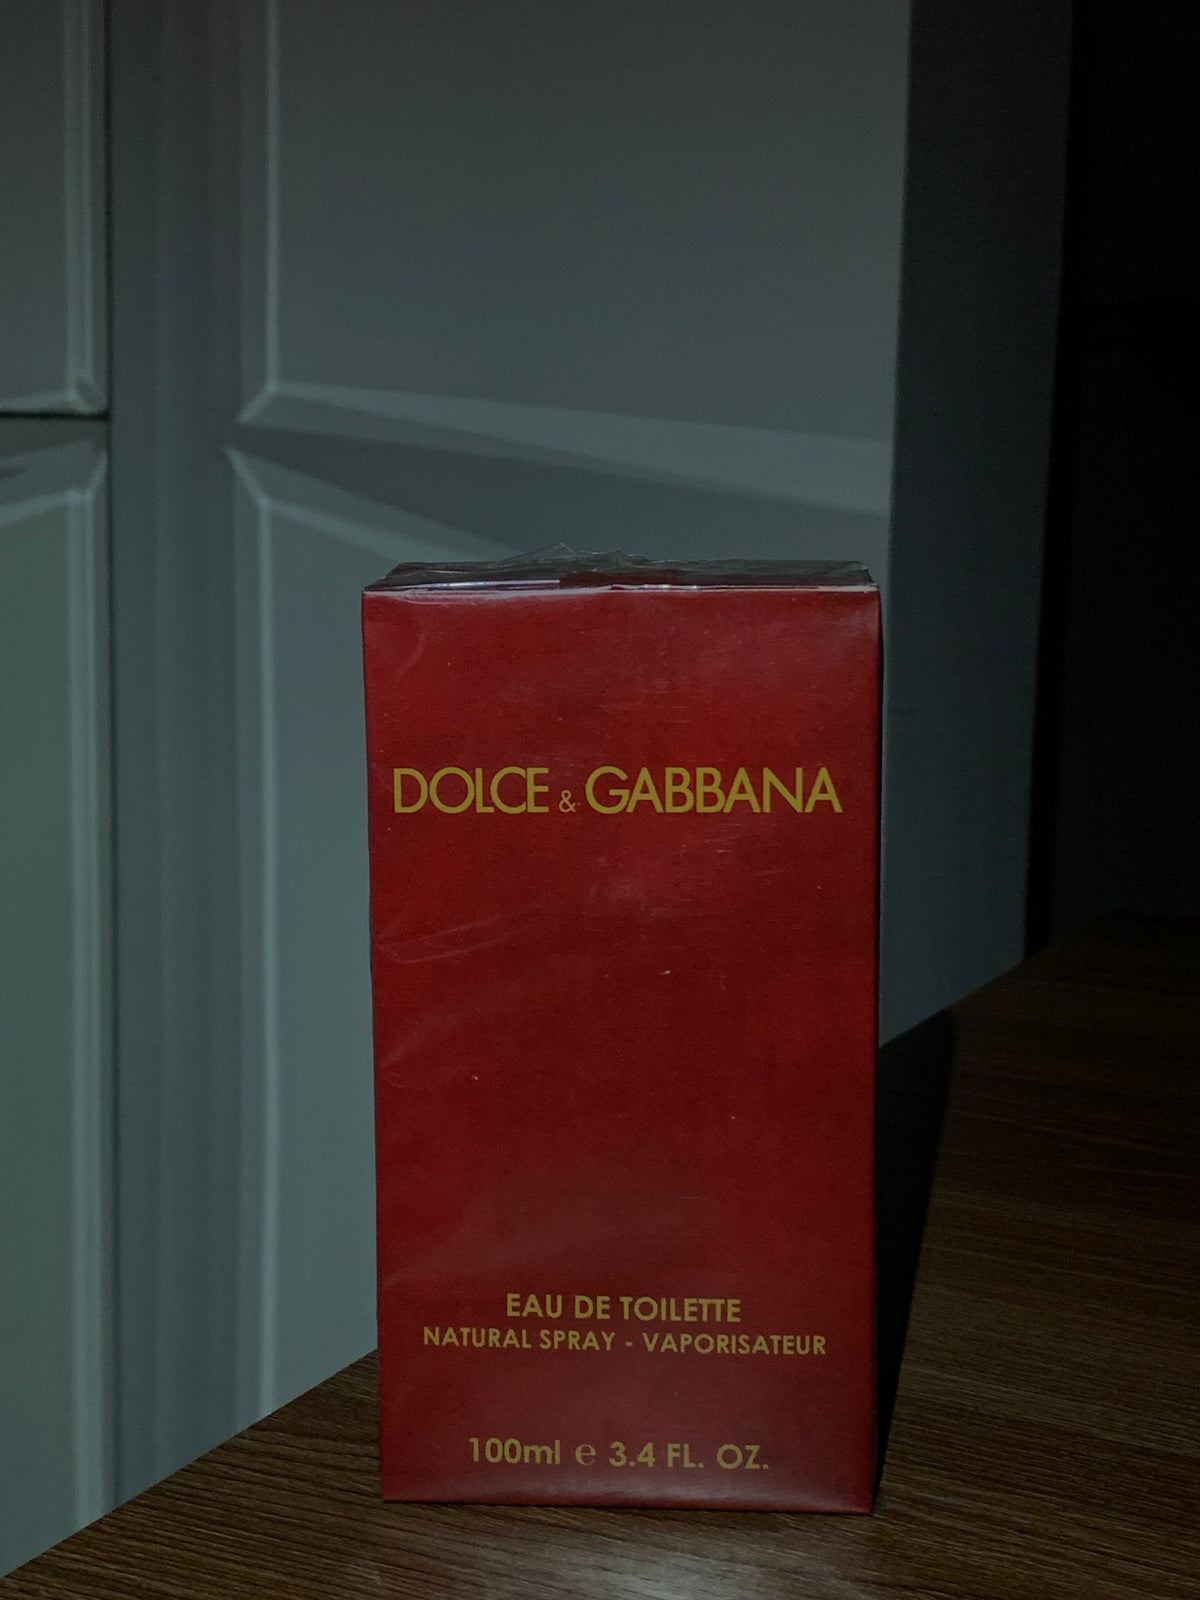 DOLCE & GABBANA
EAU DE TOILETTE
NATURAL SPRAY - VAPORISATEUR
100ml e 3.4 FL. OZ.